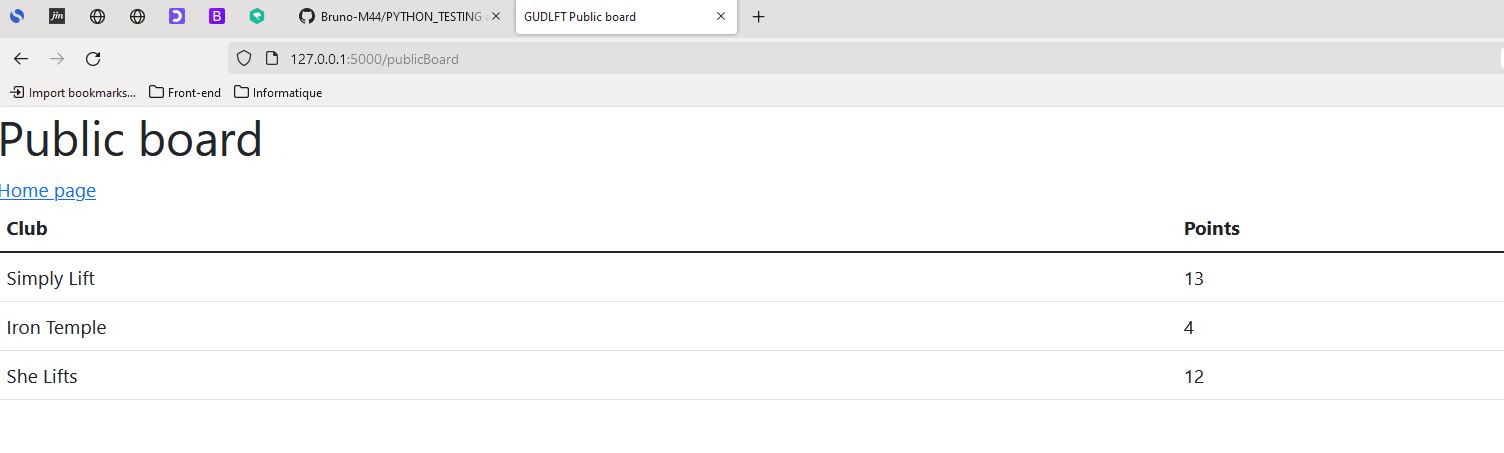 jm B Bruno-M44/PYTHON_TESTING a GUDLFT Public board
127.0.0.1:5000/publicBoard
Import bookmarks... Front-end Informatique
Public board
Home page
Club Points
Simply Lift 13
Iron Temple 4
She Lifts 12